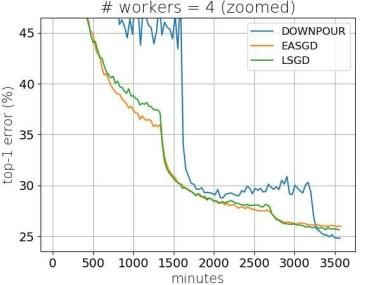 # workers = 4 (zoomed)
top-1 error (%)
45
40
35
30
25
DOWNPOUR
EASGD
LSGD
0 500 1000 1500 2000 2500 3000 3500
minutes